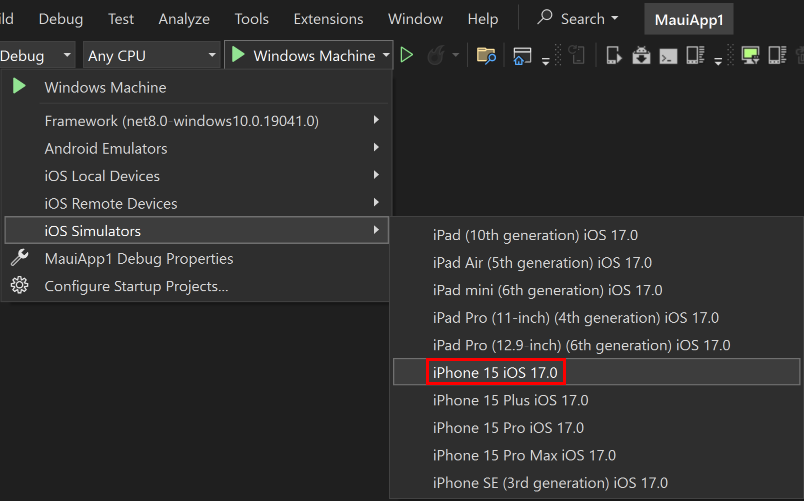 ild Debug Test Analyze Tools Extensions Window Help Search MauiApp1
Debug Any CPU Windows Machine
Windows Machine
Framework (net8.0-windows10.0.19041.0)
Android Emulators
iOS Local Devices
iOS Remote Devices
iOS Simulators
MauiApp1 Debug Properties
Configure Startup Projects...
iPad (10th generation) iOS 17.0
iPad Air (5th generation) iOS 17.0
iPad mini (6th generation) iOS 17.0
iPad Pro (11-inch) (4th generation) iOS 17.0
iPad Pro (12.9-inch) (6th generation) iOS 17.0
iPhone 15 iOS 17.0
iPhone 15 Plus iOS 17.0
iPhone 15 Pro iOS 17.0
iPhone 15 Pro Max iOS 17.0
iPhone SE (3rd generation) iOS 17.0